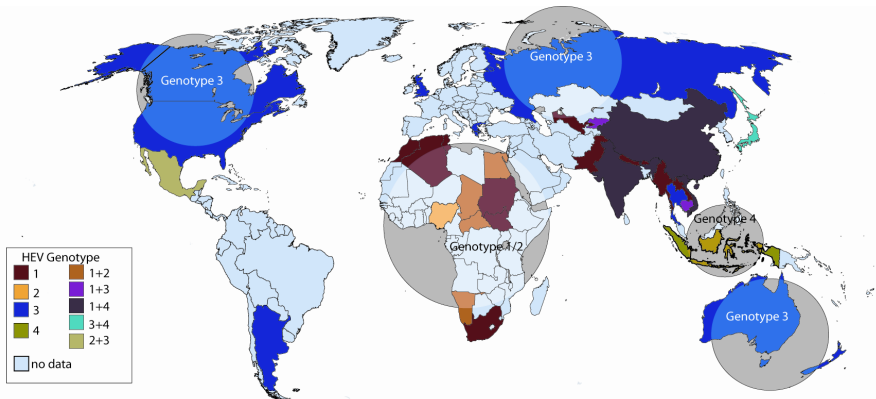 Genotype 3
Genotype 3
Genotype 1/2
Genotype 4
Genotype 3
HEV Genotype
1
2
3
4
1+2
1+3
1+4
3+4
2+3
no data